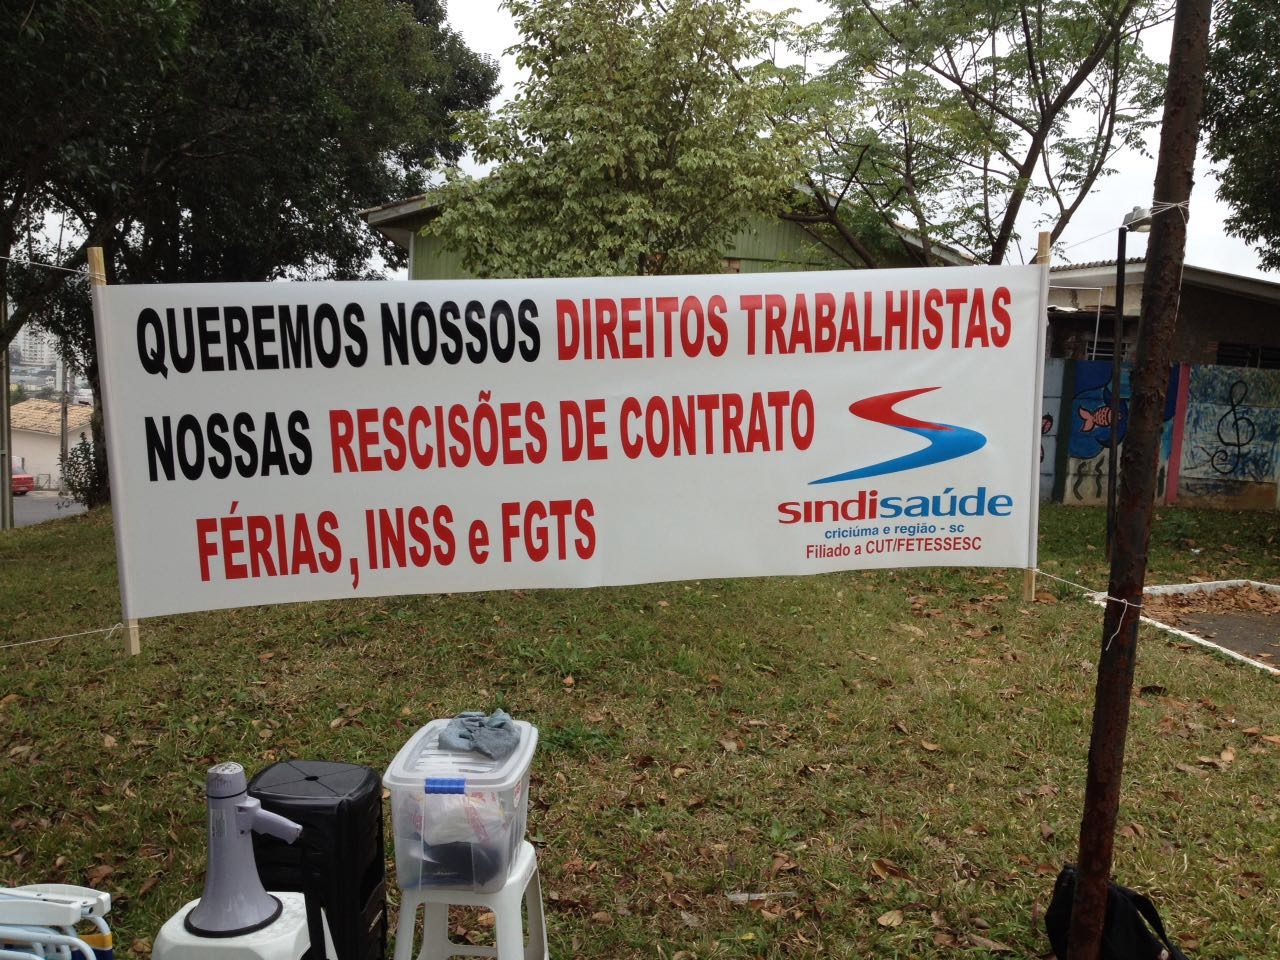 QUEREMOS NOSSOS DIREITOS TRABALHISTAS
NOSSAS RESCISÕES DE CONTRATO
FÉRIAS, INSS e FGTS
sindisaúde
criciúma e região - sc
Filiado a CUT/FETESSESC